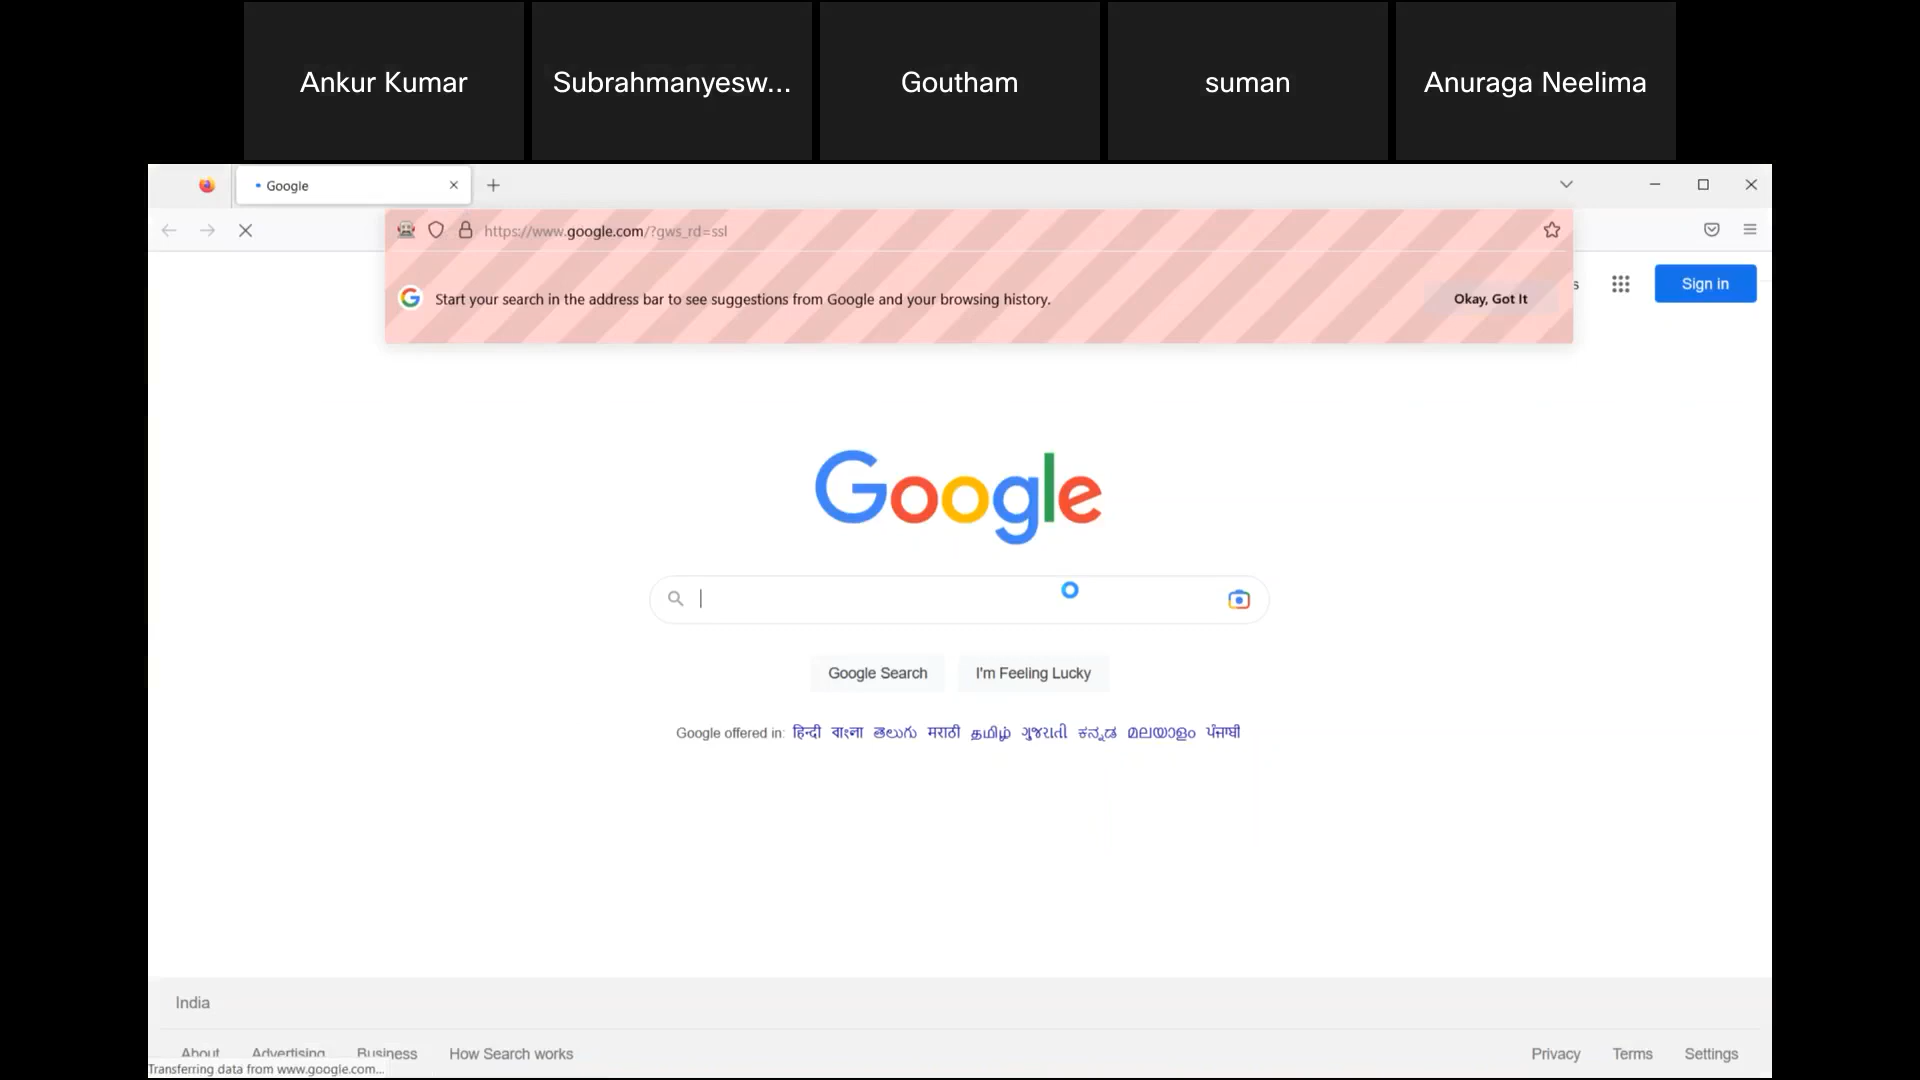 Ankur Kumar
Subrahmanyesw...
Goutham
suman
Anuraga Neelima
Google
https://www.google.com/?gws_rd=ssl
Start your search in the address bar to see suggestions from Google and your browsing history.
Okay, Got It
s
Sign in
Google
Google Search
I'm Feeling Lucky
Google offered in: हिन्दी বাংলা తెలుగు मराठी தமிழ் ગુજરાતી ಕನ್ನಡ മലയാളം ਪੰਜਾਬੀ
India
About Advertising Business How Search works Privacy Terms Settings
Transferring data from www.google.com...